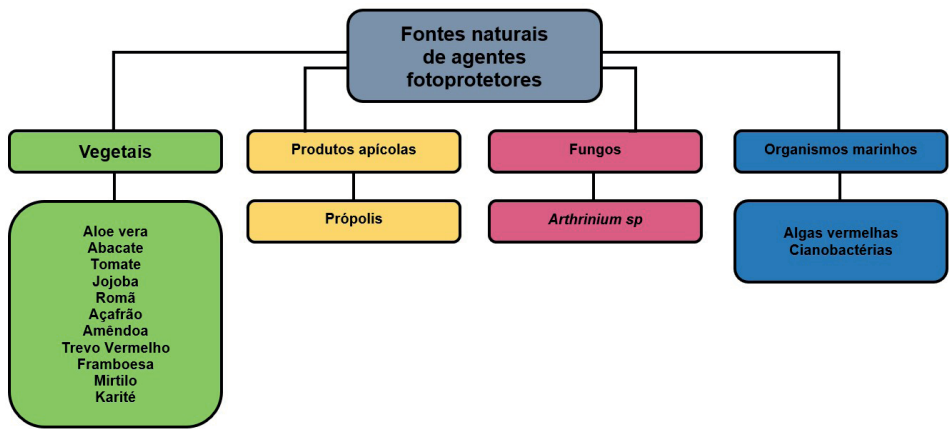 Fontes naturais
de agentes
fotoprotetores
Vegetais
Aloe vera
Abacate
Tomate
Jojoba
Romã
Açafrão
Amêndoa
Trevo Vermelho
Framboesa
Mirtilo
Karité
Produtos apícolas
Própolis
Fungos
Arthrinium sp
Organismos marinhos
Algas vermelhas
Cianobactérias